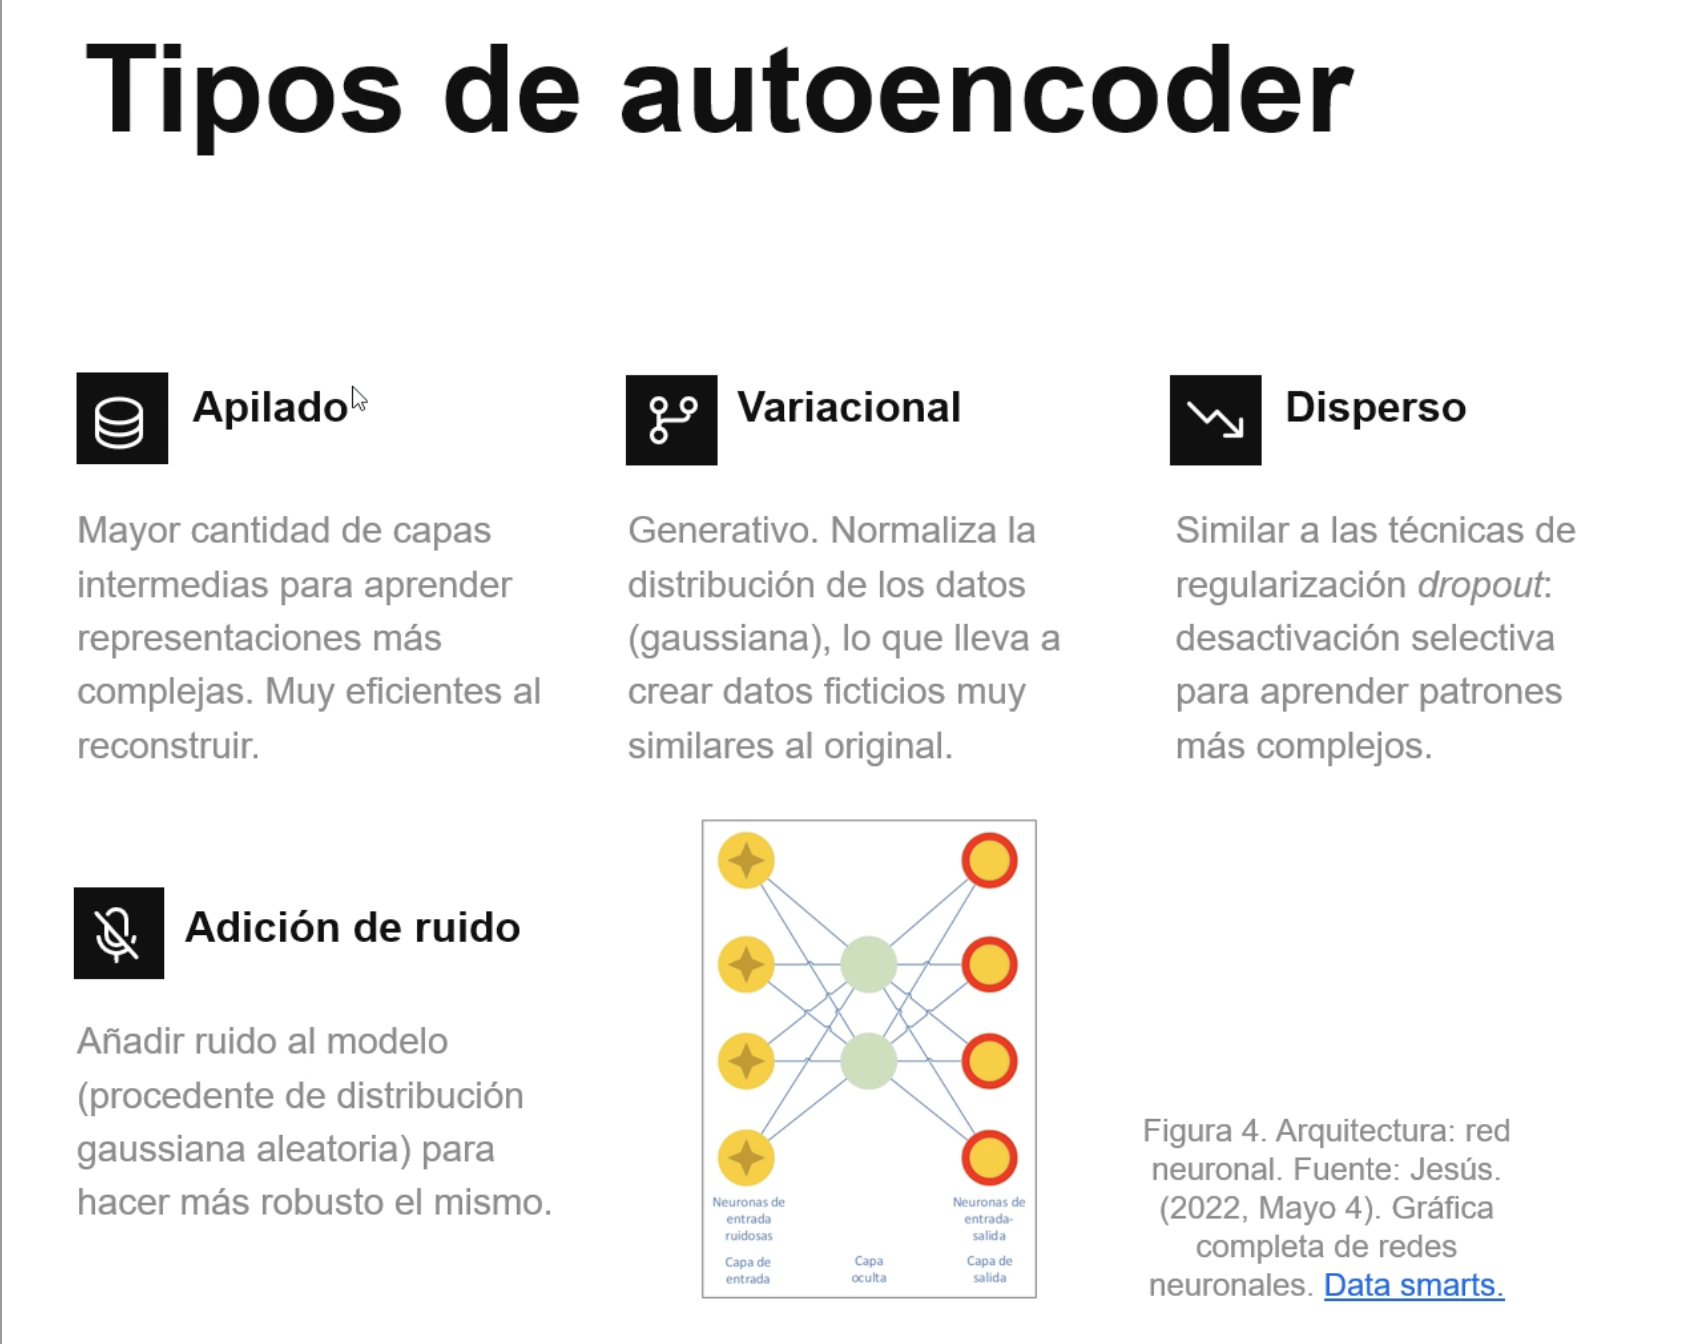 Tipos de autoencoder
Apilado
Mayor cantidad de capas
intermedias para aprender
representaciones más
complejas. Muy eficientes al
reconstruir.
Variacional
Generativo. Normaliza la
distribución de los datos
(gaussiana), lo que lleva a
crear datos ficticios muy
similares al original.
Disperso
Similar a las técnicas de
regularización dropout:
desactivación selectiva
para aprender patrones
más complejos.
Adición de ruido
Añadir ruido al modelo
(procedente de distribución
gaussiana aleatoria) para
hacer más robusto el mismo.
Neuronas de
entrada
ruidosas
Capa de
entrada
Capa
oculta
Neuronas de
entrada-
salida
Capa de
salida
Figura 4. Arquitectura: red
neuronal. Fuente: Jesús.
(2022, Mayo 4). Gráfica
completa de redes
neuronales. Data smarts.